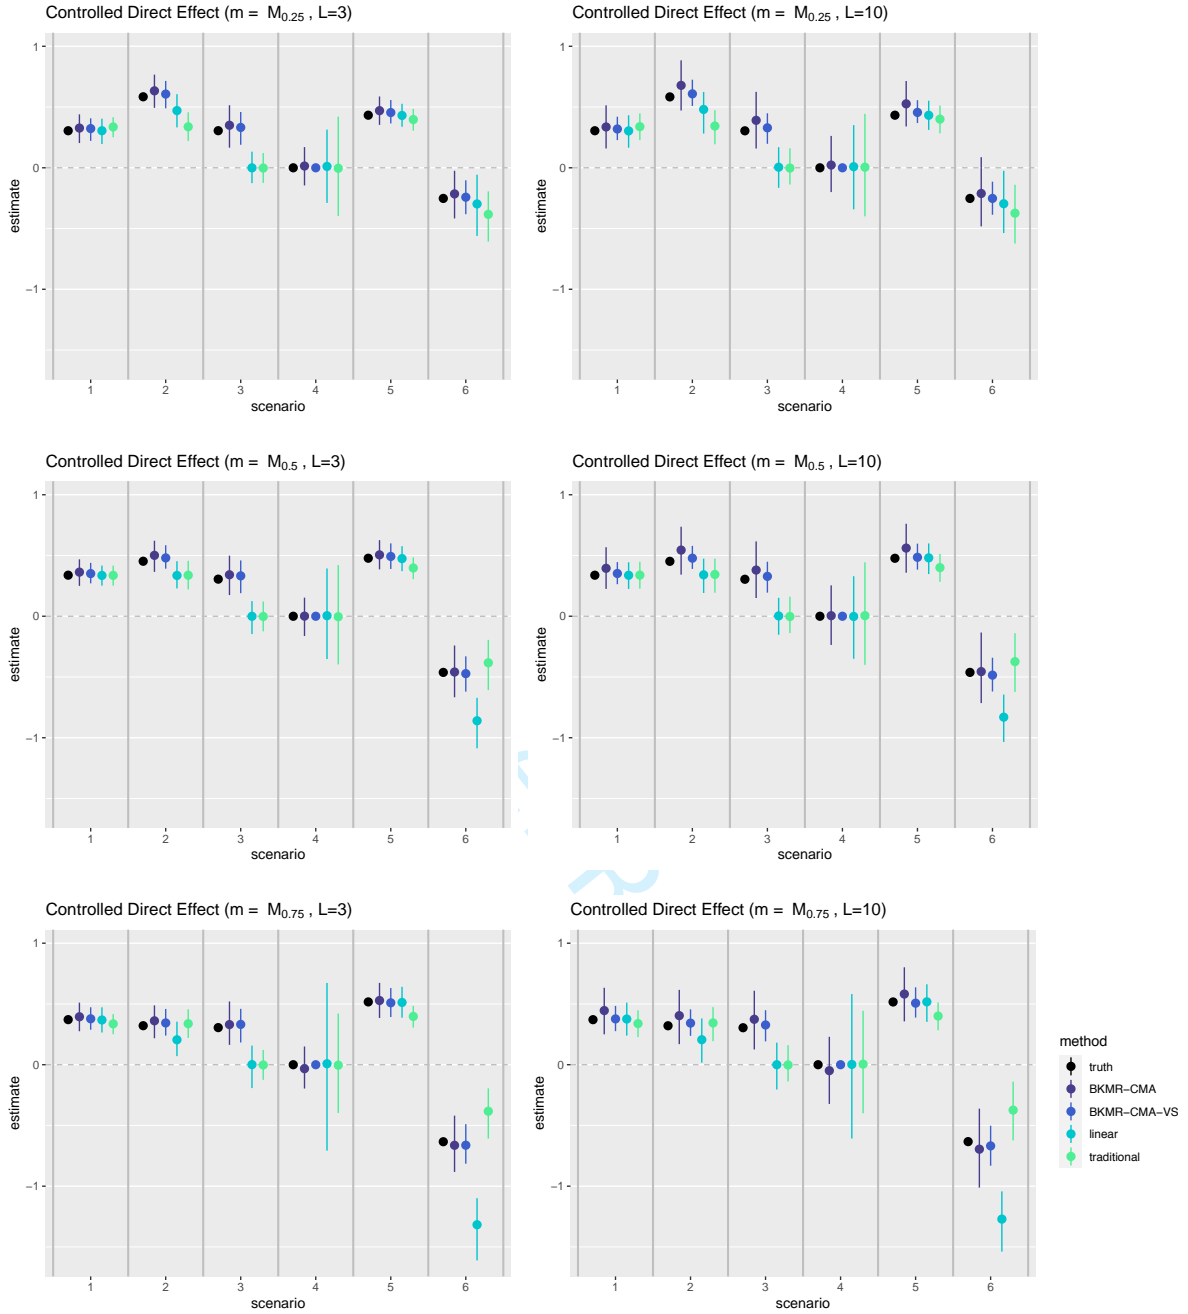 Controlled Direct Effect (m = M0.25 , L=3)
1
0
−1
estimate
1 2 3 4 5 6
scenario
Controlled Direct Effect (m = M0.25 , L=10)
1
0
−1
estimate
1 2 3 4 5 6
scenario
Controlled Direct Effect (m = M0.5 , L=3)
1
0
−1
estimate
1 2 3 4 5 6
scenario
Controlled Direct Effect (m = M0.5 , L=10)
1
0
−1
estimate
1 2 3 4 5 6
scenario
Controlled Direct Effect (m = M0.75 , L=3)
1
0
−1
estimate
1 2 3 4 5 6
scenario
Controlled Direct Effect (m = M0.75 , L=10)
1
0
−1
estimate
1 2 3 4 5 6
scenario
method
truth
BKMR−CMA
BKMR−CMA−VS
linear
traditional